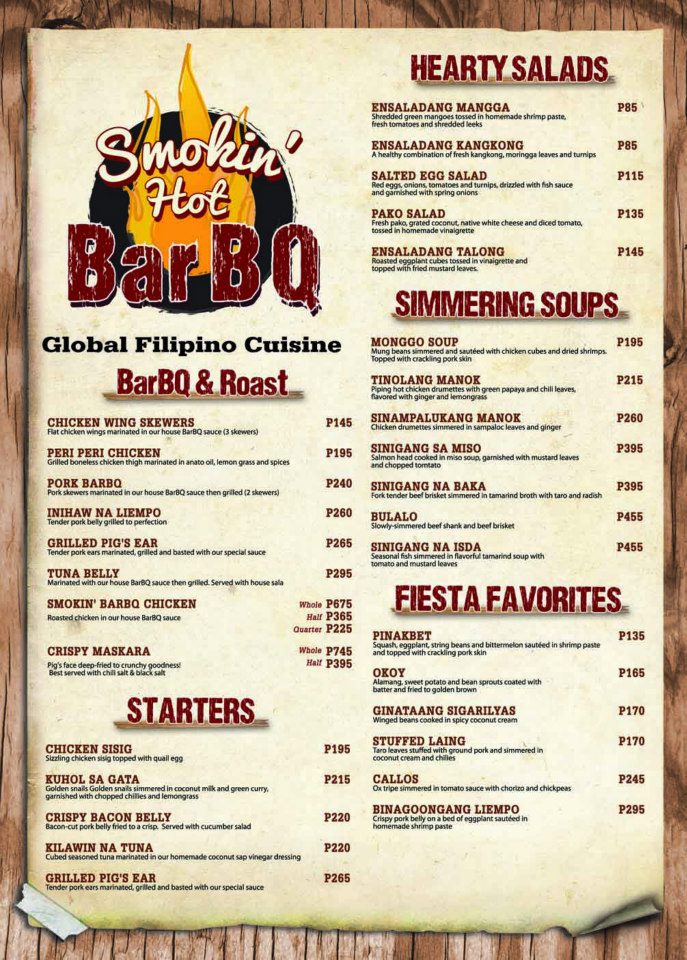 Smokin'
Hot
BarBQ
Global Filipino Cuisine
BarBQ & Roast
CHICKEN WING SKEWERS P145
Flat chicken wings marinated in our house BarBQ sauce (3 skewers)
PERI PERI CHICKEN P195
Grilled boneless chicken thigh marinated in anato oil, lemon grass and spices
PORK BARBQ P240
Pork skewers marinated in our house BarBQ sauce then grilled (2 skewers)
INIHAW NA LIEMPO P260
Tender pork belly grilled to perfection
GRILLED PIG'S EAR P265
Tender pork ears marinated, grilled and basted with our special sauce
TUNA BELLY P295
Marinated with our house BarBQ sauce then grilled. Served with house sala
SMOKIN' BARBQ CHICKEN Whole P675
Roasted chicken in our house BarBQ sauce Half P365
Quarter P225
CRISPY MASKARA Whole P745
Pig's face deep-fried to crunchy goodness! Half P395
Best served with chili salt & black salt
STARTERS
CHICKEN SISIG P195
Sizzling chicken sisig topped with quail egg
KUHOL SA GATA P215
Golden snails Golden snails simmered in coconut milk and green curry,
garnished with chopped chillies and lemongrass
CRISPY BACON BELLY P220
Bacon-cut pork belly fried to a crisp. Served with cucumber salad
KILAWIN NA TUNA P220
Cubed seasoned tuna marinated in our homemade coconut sap vinegar dressing
GRILLED PIG'S EAR P265
Tender pork ears marinated, grilled and basted with our special sauce
HEARTY SALADS
ENSALADANG MANGGA P85
Shredded green mangoes tossed in homemade shrimp paste,
fresh tomatoes and shredded leeks
ENSALADANG KANGKONG P85
A healthy combination of fresh kangkong, moringga leaves and turnips
SALTED EGG SALAD P115
Red eggs, onions, tomatoes and turnips, drizzled with fish sauce
and garnished with spring onions
PAKO SALAD P135
Fresh pako, grated coconut, native white cheese and diced tomato,
tossed in homemade vinaigrette
ENSALADANG TALONG P145
Roasted eggplant cubes tossed in vinaigrette and
topped with fried mustard leaves.
SIMMERING SOUPS
MONGGO SOUP P195
Mung beans simmered and sautéed with chicken cubes and dried shrimps.
Topped with crackling pork skin
TINOLANG MANOK P215
Piping hot chicken drumettes with green papaya and chili leaves,
flavored with ginger and lemongrass
SINAMPALUKANG MANOK P260
Chicken drumettes simmered in sampaloc leaves and ginger
SINIGANG SA MISO P395
Salmon head cooked in miso soup, garnished with mustard leaves
and chopped tomtato
SINIGANG NA BAKA P395
Fork tender beef brisket simmered in tamarind broth with taro and radish
BULALO P455
Slowly-simmered beef shank and beef brisket
SINIGANG NA ISDA P455
Seasonal fish simmered in flavorful tamarind soup with
tomato and mustard leaves
FIESTA FAVORITES
PINAKBET P135
Squash, eggplant, string beans and bittermelon sautéed in shrimp paste
and topped with crackling pork skin
OKOY P165
Alamang, sweet potato and bean sprouts coated with
batter and fried to golden brown
GINATAANG SIGARILYAS P170
Winged beans cooked in spicy coconut cream
STUFFED LAING P170
Taro leaves stuffed with ground pork and simmered in
coconut cream and chilies
CALLOS P245
Ox tripe simmered in tomato sauce with chorizo and chickpeas
BINAGOONGANG LIEMPO P295
Crispy pork belly on a bed of eggplant sautéed in
homemade shrimp paste